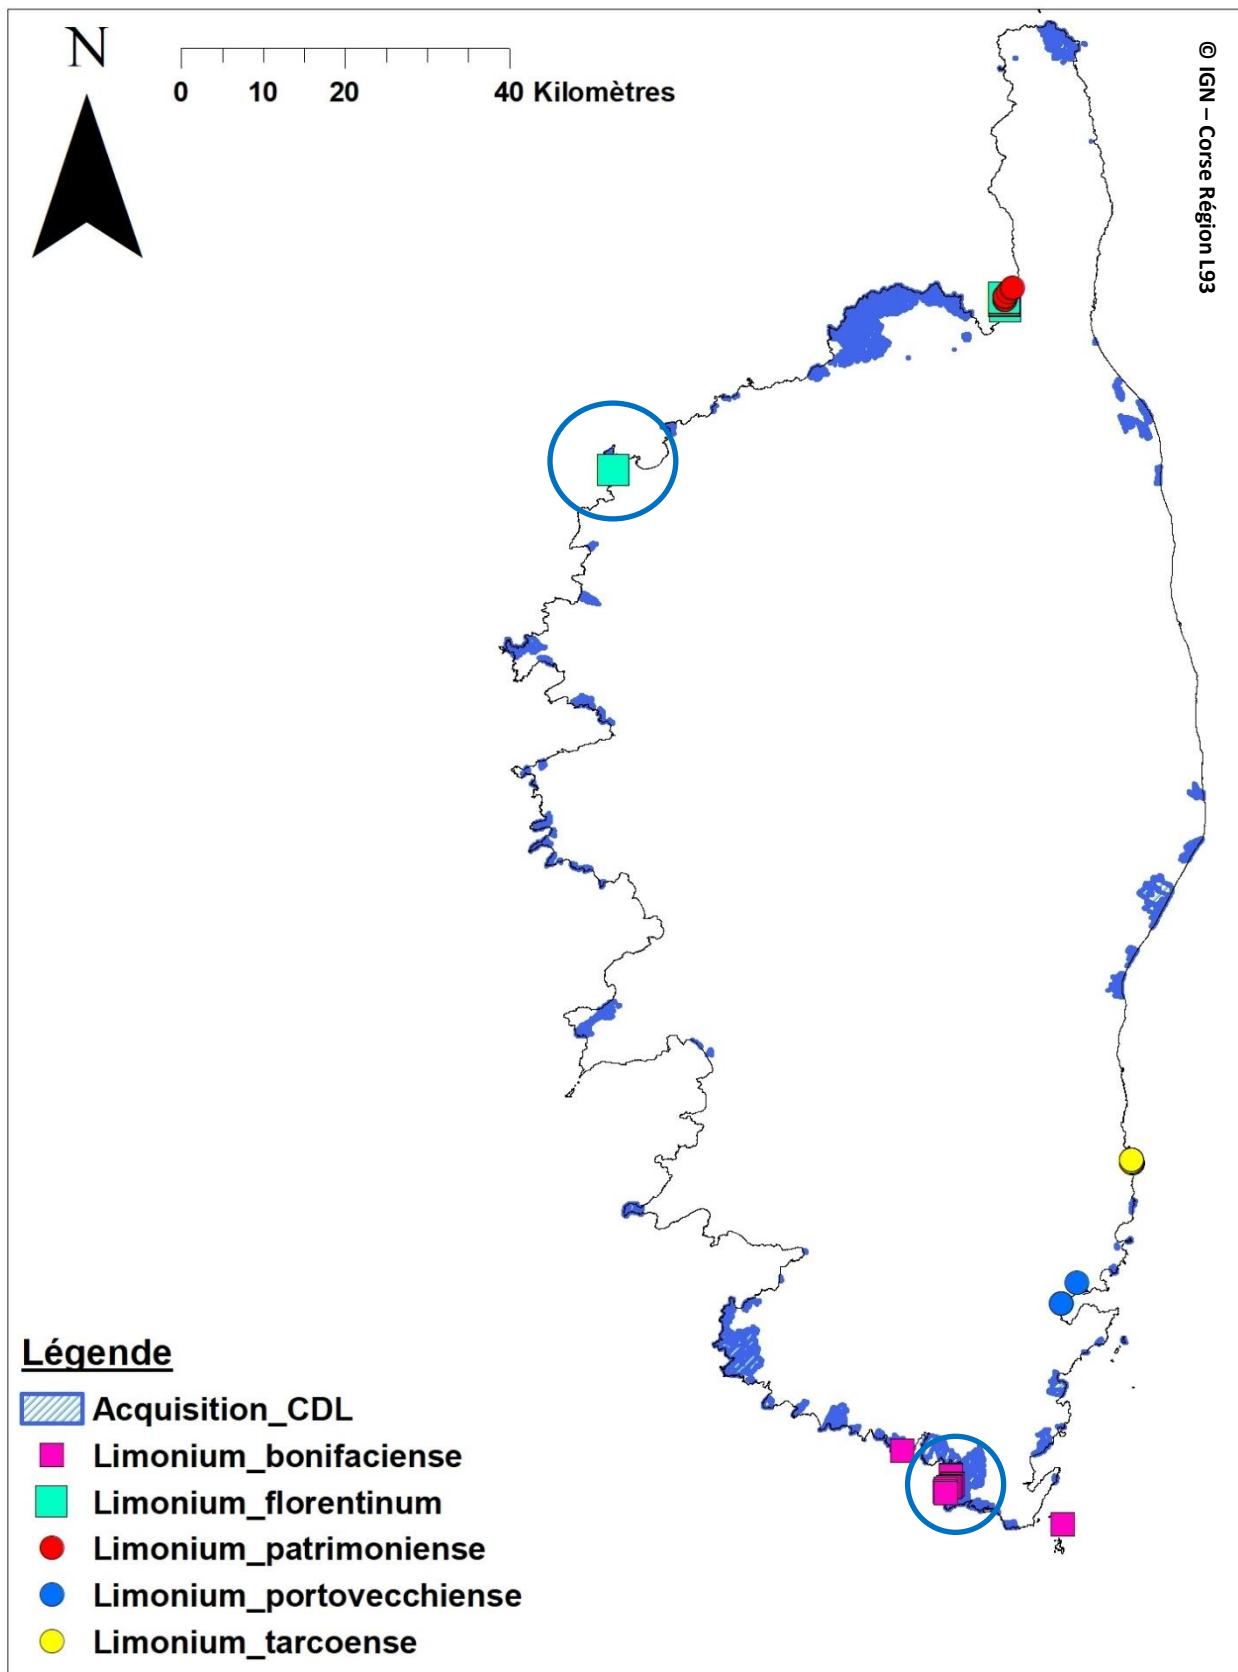 N
0 10 20 40 Kilomètres
© IGN – Corse Région L93
Légende
Acquisition_CDL
Limonium_bonifaciense
Limonium_florentinum
Limonium_patrimoniense
Limonium_portovecchiense
Limonium_tarcoense